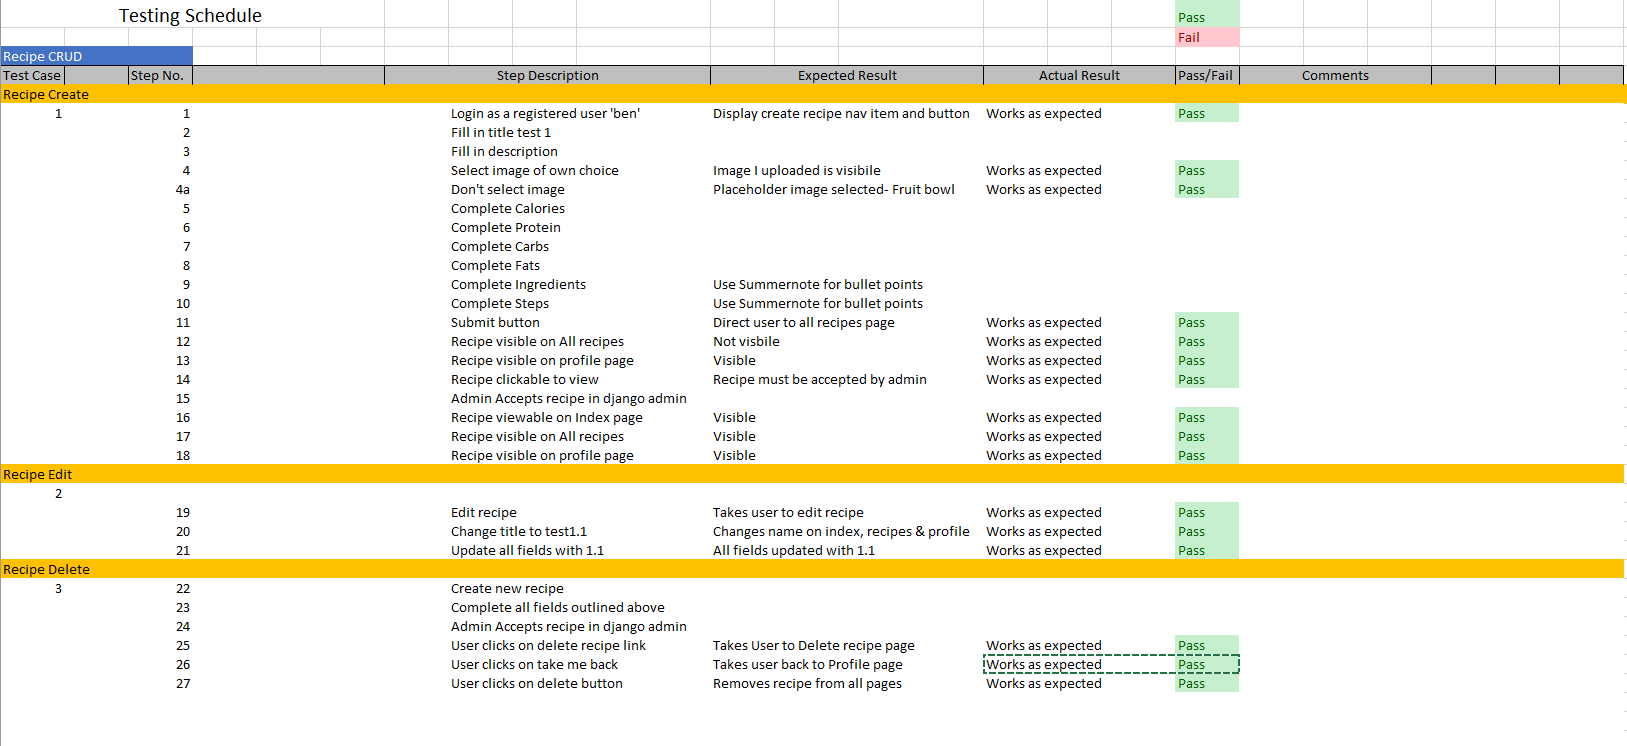 Testing Schedule Pass
Fail
Recipe CRUD
Test Case Step No. Step Description Expected Result Actual Result Pass/Fail Comments
Recipe Create
1 1 Login as a registered user 'ben' Display create recipe nav item and button Works as expected Pass
2 Fill in title test 1
3 Fill in description
4 Select image of own choice Image I uploaded is visibile Works as expected Pass
4a Don't select image Placeholder image selected- Fruit bowl Works as expected Pass
5 Complete Calories
6 Complete Protein
7 Complete Carbs
8 Complete Fats
9 Complete Ingredients Use Summernote for bullet points
10 Complete Steps Use Summernote for bullet points
11 Submit button Direct user to all recipes page Works as expected Pass
12 Recipe visible on All recipes Not visbile Works as expected Pass
13 Recipe visible on profile page Visible Works as expected Pass
14 Recipe clickable to view Recipe must be accepted by admin Works as expected Pass
15 Admin Accepts recipe in django admin
16 Recipe viewable on Index page Visible Works as expected Pass
17 Recipe visible on All recipes Visible Works as expected Pass
18 Recipe visible on profile page Visible Works as expected Pass
Recipe Edit
2
19 Edit recipe Takes user to edit recipe Works as expected Pass
20 Change title to test1.1 Changes name on index, recipes & profile Works as expected Pass
21 Update all fields with 1.1 All fields updated with 1.1 Works as expected Pass
Recipe Delete
3 22 Create new recipe
23 Complete all fields outlined above
24 Admin Accepts recipe in django admin
25 User clicks on delete recipe link Takes User to Delete recipe page Works as expected Pass
26 User clicks on take me back Takes user back to Profile page Works as expected Pass
27 User clicks on delete button Removes recipe from all pages Works as expected Pass